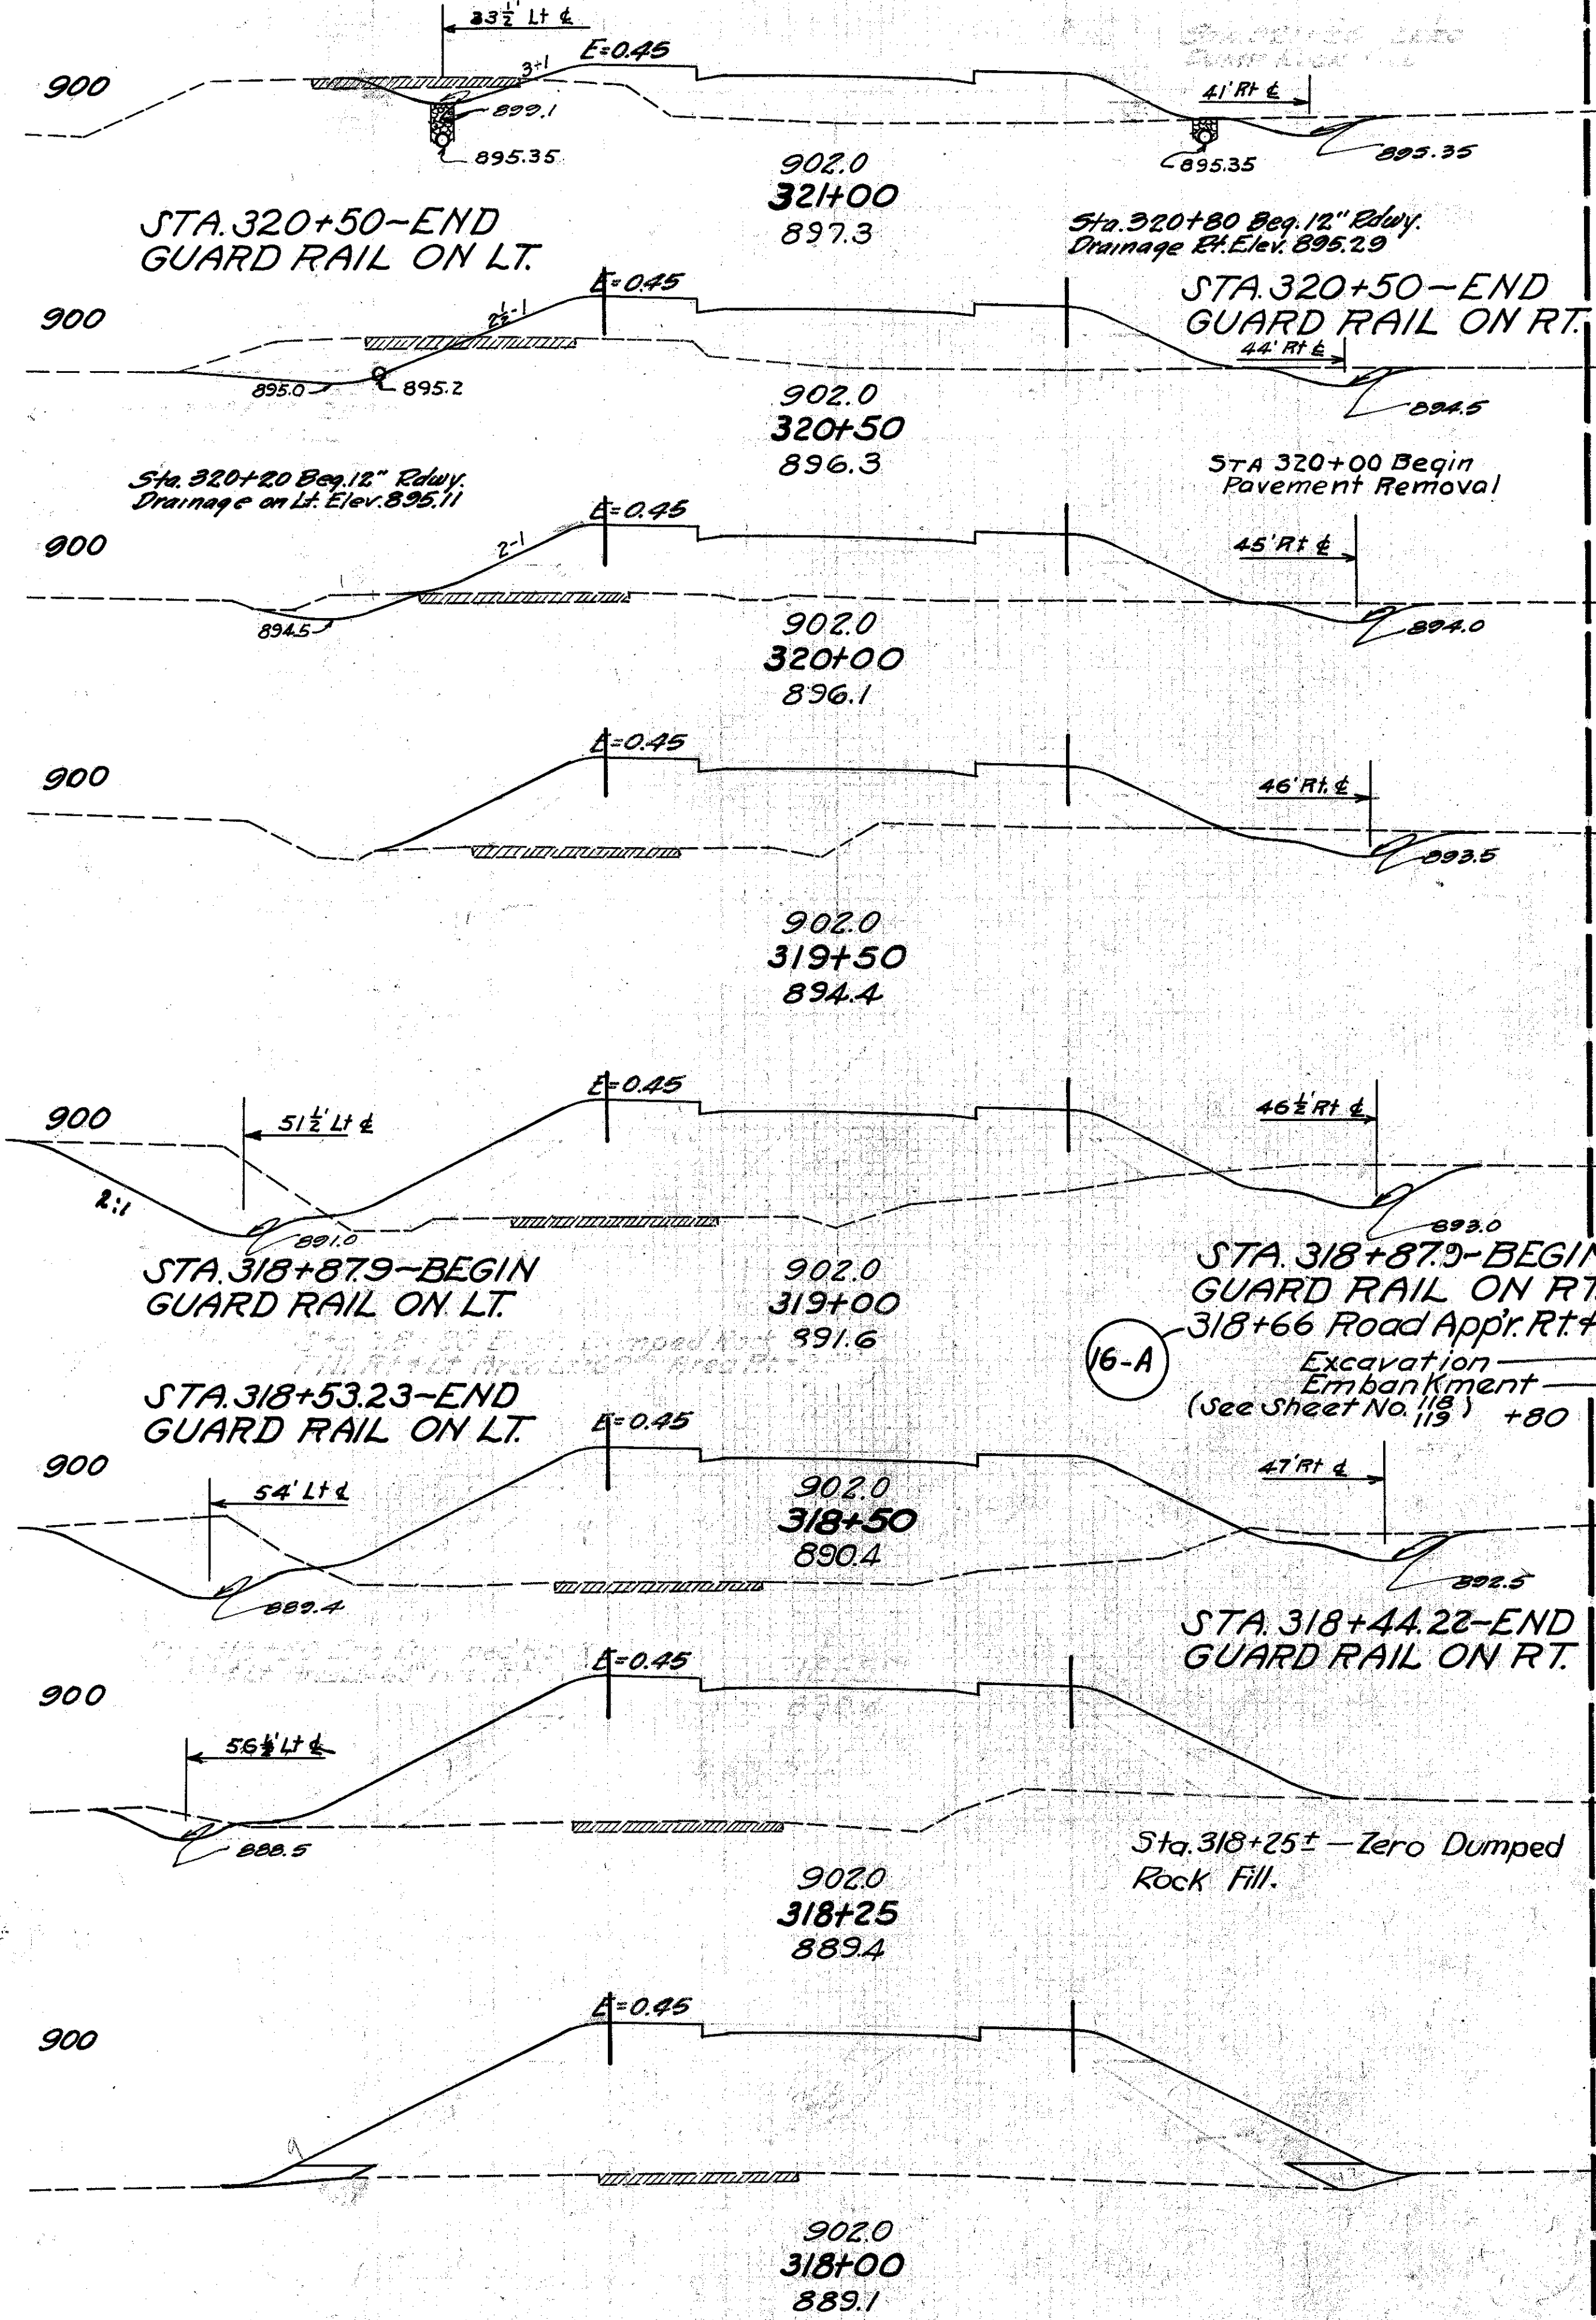 33½' Lt ℄
E=0.45
3-1
900
41' Rt ℄
899.1
895.35
895.35
895.35
902.0
321+00
897.3
STA. 320+50~END
GUARD RAIL ON LT.
Sta. 320+80 Beg. 12" Rdwy.
Drainage Rt. Elev. 895.29
STA. 320+50-END
GUARD RAIL ON RT.
E=0.45
900
2½-1
44' Rt ℄
895.0
895.2
894.5
902.0
320+50
896.3
Sta. 320+20 Beg. 12" Rdwy.
Drainage on Lt. Elev. 895.11
STA 320+00 Begin
Pavement Removal
E=0.45
900
2-1
45' Rt ℄
894.5
894.0
902.0
320+00
896.1
E=0.45
900
46' Rt. ℄
893.5
902.0
319+50
894.4
E=0.45
900
51½' Lt ℄
46½' Rt ℄
2:1
891.0
893.0
STA. 318+87.9~BEGIN
GUARD RAIL ON LT.
902.0
319+00
891.6
STA. 318+87.9-BEGIN
GUARD RAIL ON RT.
318+66 Road App'r. Rt.
16-A
Excavation
Embankment
(See Sheet No. 118
119) +80
STA. 318+53.23~END
GUARD RAIL ON LT.
E=0.45
900
54' Lt ℄
47' Rt ℄
902.0
318+50
890.4
889.4
892.5
STA. 318+44.22-END
GUARD RAIL ON RT.
E=0.45
900
56½' Lt ℄
888.5
Sta. 318+25± - Zero Dumped
Rock Fill.
902.0
318+25
889.4
E=0.45
900
902.0
318+00
889.1